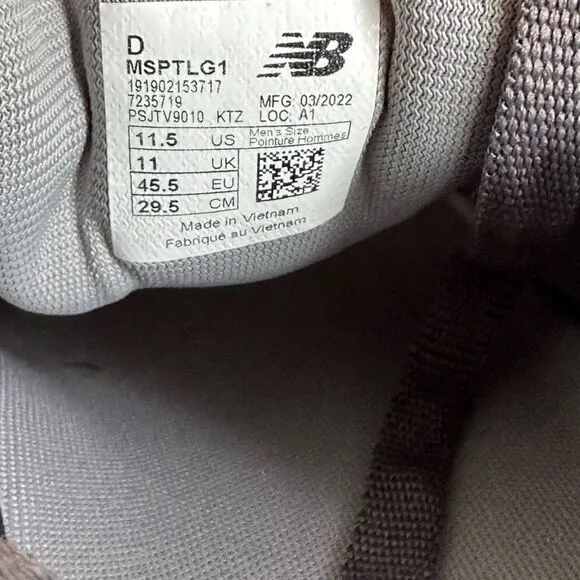 D
MSPTLG1
NB
191902153717
7235719 MFG: 03/2022
PSJTV9010 KTZ LOC: A1
11.5 US Men's Size
Pointure Hommes
11 UK
45.5 EU
29.5 CM
Made in Vietnam
Fabriqué au Vietnam